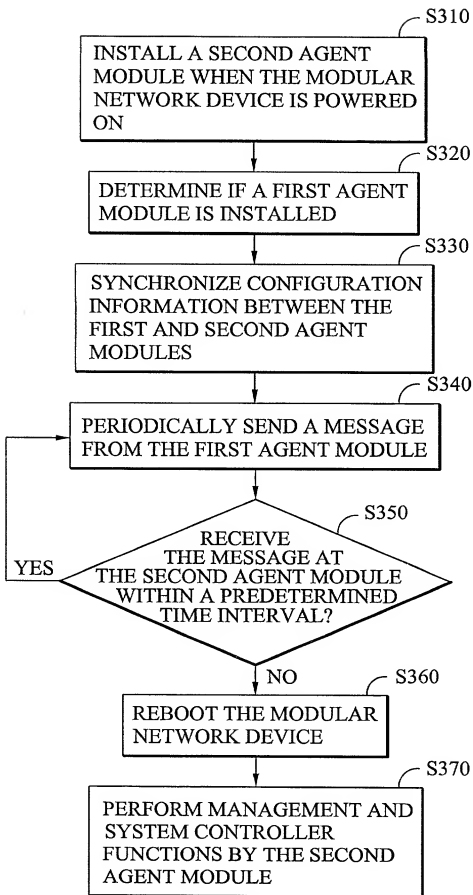 S310
INSTALL A SECOND AGENT
MODULE WHEN THE MODULAR
NETWORK DEVICE IS POWERED
ON
S320
DETERMINE IF A FIRST AGENT
MODULE IS INSTALLED
S330
SYNCHRONIZE CONFIGURATION
INFORMATION BETWEEN THE
FIRST AND SECOND AGENT
MODULES
S340
PERIODICALLY SEND A MESSAGE
FROM THE FIRST AGENT MODULE
S350
RECEIVE
THE MESSAGE AT
THE SECOND AGENT MODULE
WITHIN A PREDETERMINED
TIME INTERVAL?
YES
NO
S360
REBOOT THE MODULAR
NETWORK DEVICE
S370
PERFORM MANAGEMENT AND
SYSTEM CONTROLLER
FUNCTIONS BY THE SECOND
AGENT MODULE